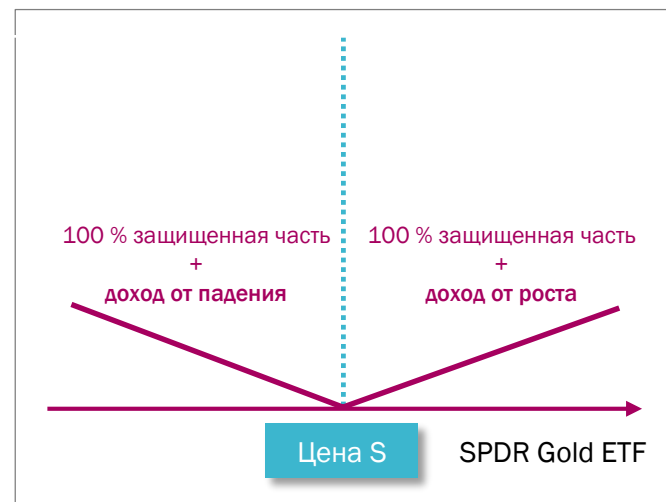 100 % защищенная часть
+
доход от падения
100 % защищенная часть
+
доход от роста
Цена S
SPDR Gold ETF